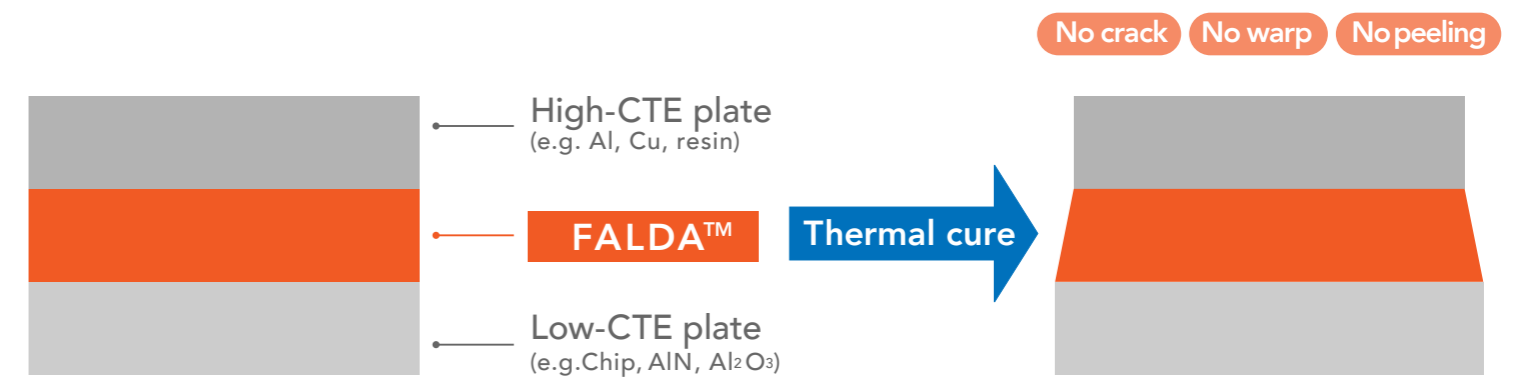 No crack
No warp
No peeling
High-CTE plate
(e.g. Al, Cu, resin)
FALDA™
Thermal cure
Low-CTE plate
(e.g.Chip, AlN, Al₂O₃)